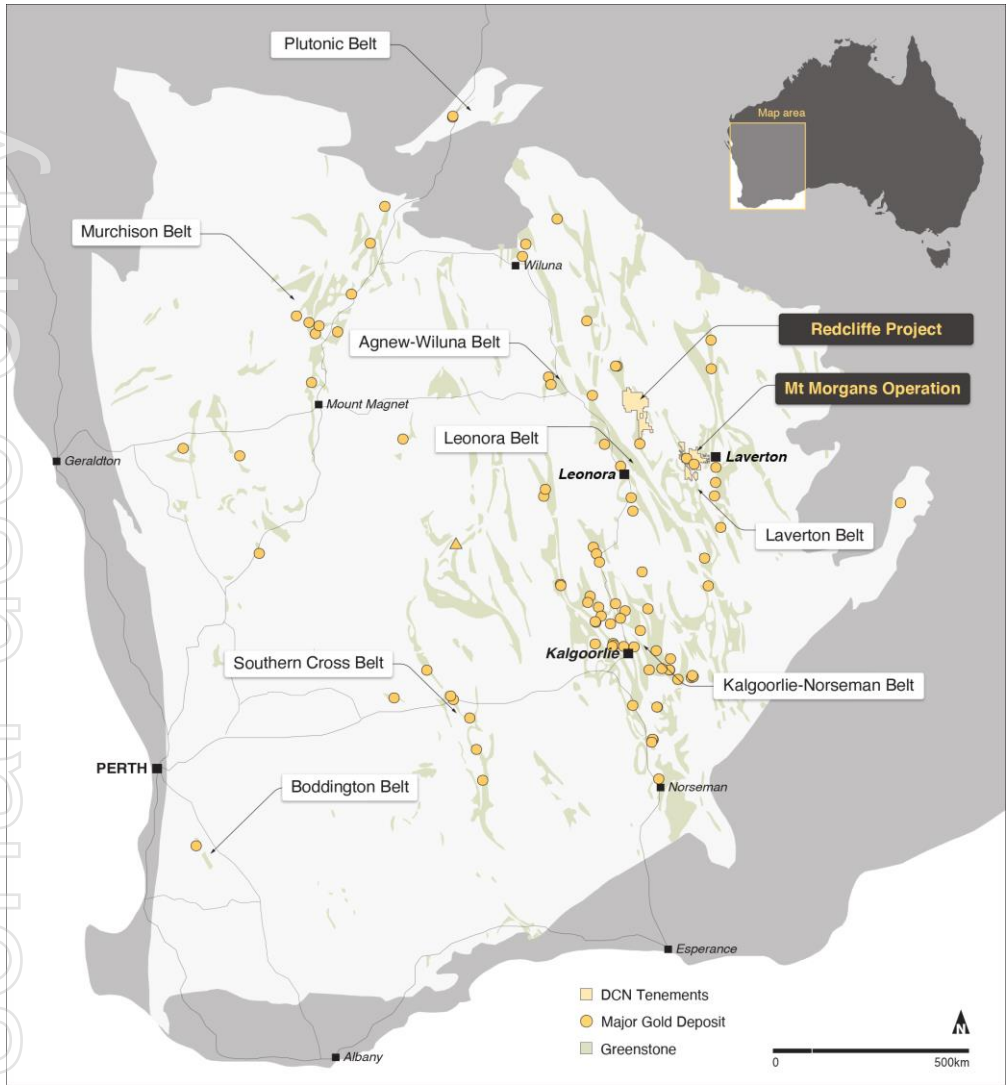 Plutonic Belt
Map area
Murchison Belt
Wiluna
Redcliffe Project
Agnew-Wiluna Belt
Mt Morgans Operation
Mount Magnet
Leonora Belt
Laverton
Geraldton
Leonora
Laverton Belt
Kalgoorlie
Southern Cross Belt
Kalgoorlie-Norseman Belt
PERTH
Norseman
Boddington Belt
Esperance
DCN Tenements
Major Gold Deposit
N
Greenstone
0 500km
Albany